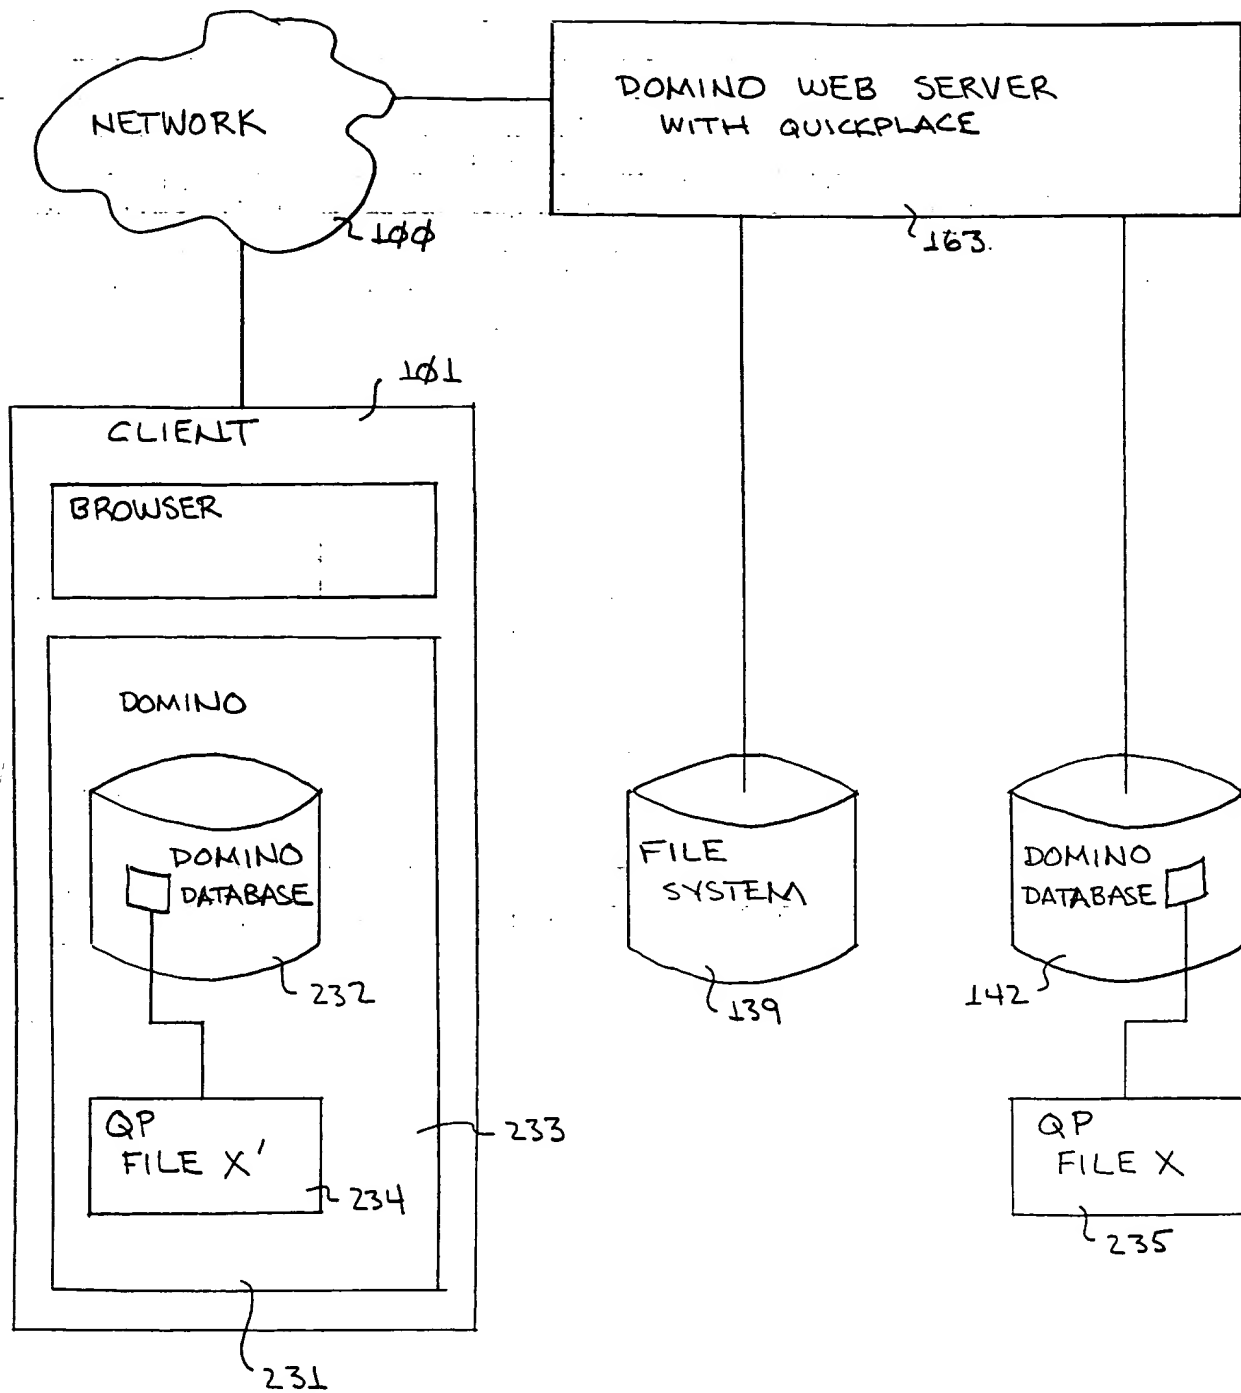 NETWORK
100
DOMINO WEB SERVER
WITH QUICKPLACE
163.
101
CLIENT
BROWSER
DOMINO
DOMINO
DATABASE
232
QP
FILE X'
234
233
231
FILE
SYSTEM
139
DOMINO
DATABASE
142
QP
FILE X
235